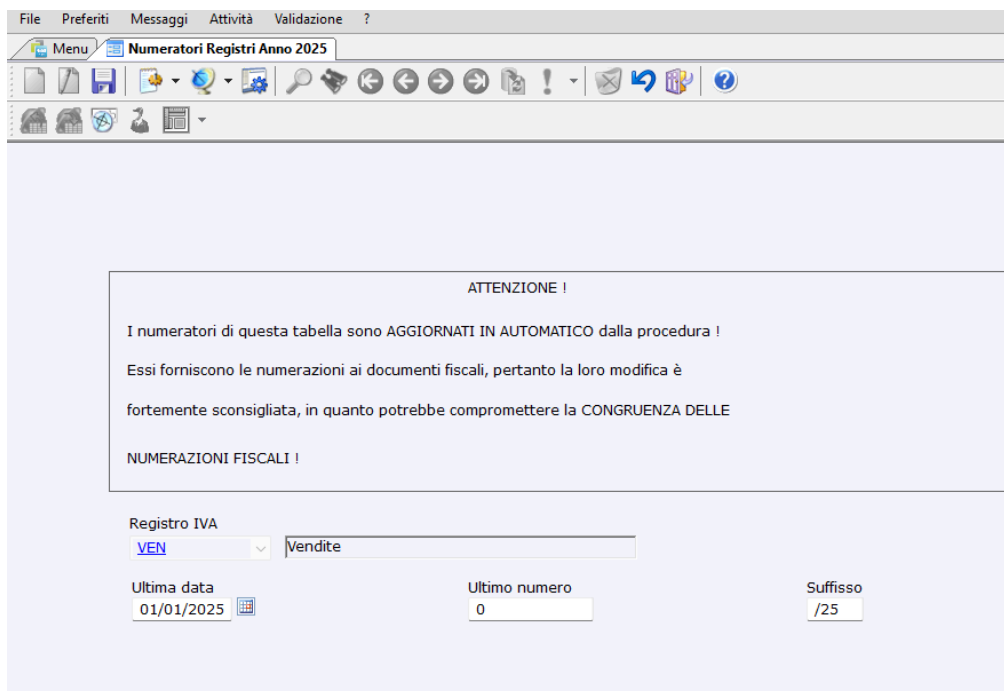 File Preferiti Messaggi Attività Validazione ?
Menu Numeratori Registri Anno 2025
ATTENZIONE !
I numeratori di questa tabella sono AGGIORNATI IN AUTOMATICO dalla procedura !
Essi forniscono le numerazioni ai documenti fiscali, pertanto la loro modifica è
fortemente sconsigliata, in quanto potrebbe compromettere la CONGRUENZA DELLE
NUMERAZIONI FISCALI !
Registro IVA
VEN Vendite
Ultima data Ultimo numero Suffisso
01/01/2025 0 /25